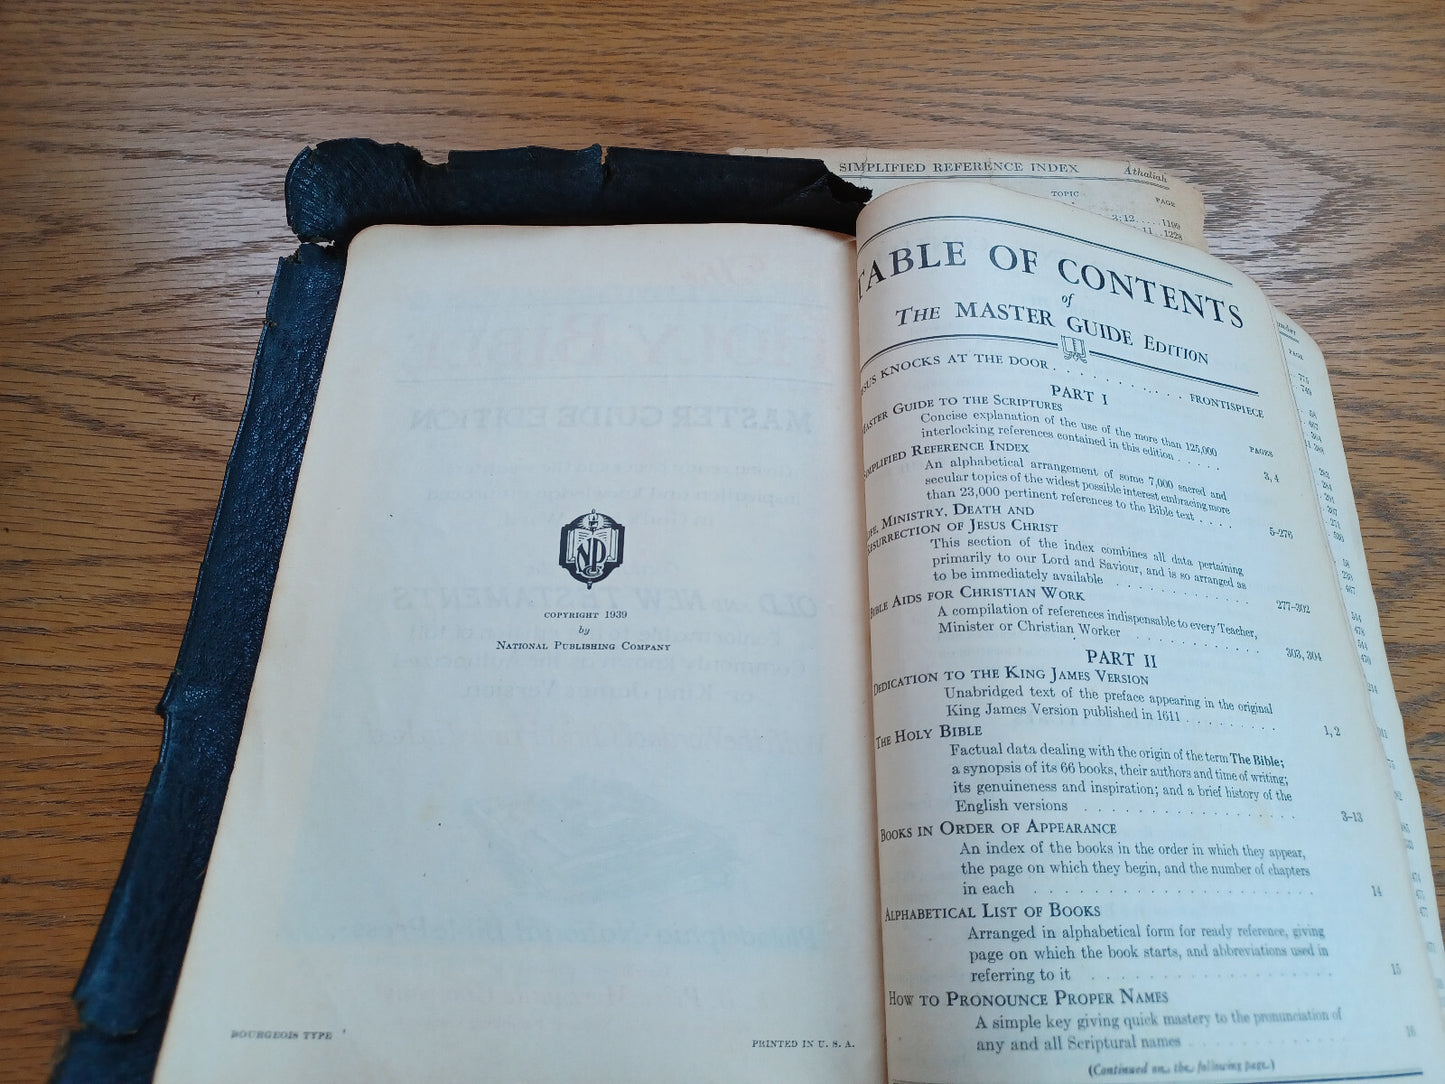 NP
COPYRIGHT 1939
by
NATIONAL PUBLISHING COMPANY
BOURGEOIS TYPE
PRINTED IN U. S. A.
SIMPLIFIED REFERENCE INDEX Athaliah
TOPIC PAGE
3:12.... 1199
11.. 1228
TABLE OF CONTENTS
of
THE MASTER GUIDE EDITION
JESUS KNOCKS AT THE DOOR . . . . . . . . . . . . . . FRONTISPIECE
PART I
PAGES
MASTER GUIDE TO THE SCRIPTURES
Concise explanation of the use of the more than 125,000
interlocking references contained in this edition . . . . . 3, 4
SIMPLIFIED REFERENCE INDEX
An alphabetical arrangement of some 7,000 sacred and
secular topics of the widest possible interest embracing more
than 23,000 pertinent references to the Bible text . . . . 5-276
LIFE, MINISTRY, DEATH AND
RESURRECTION OF JESUS CHRIST
This section of the index combines all data pertaining
primarily to our Lord and Saviour, and is so arranged as
to be immediately available . . . . . . . . . . . 277-302
BIBLE AIDS FOR CHRISTIAN WORK
A compilation of references indispensable to every Teacher,
Minister or Christian Worker . . . . . . . . . . 303, 304
PART II
DEDICATION TO THE KING JAMES VERSION
Unabridged text of the preface appearing in the original
King James Version published in 1611 . . . . . . . . 1, 2
THE HOLY BIBLE
Factual data dealing with the origin of the term The Bible;
a synopsis of its 66 books, their authors and time of writing;
its genuineness and inspiration; and a brief history of the
English versions . . . . . . . . . . . . . . . . 3-13
BOOKS IN ORDER OF APPEARANCE
An index of the books in the order in which they appear,
the page on which they begin, and the number of chapters
in each . . . . . . . . . . . . . . . . . . . . 14
ALPHABETICAL LIST OF BOOKS
Arranged in alphabetical form for ready reference, giving
page on which the book starts, and abbreviations used in
referring to it . . . . . . . . . . . . . . . . . 15
HOW TO PRONOUNCE PROPER NAMES
A simple key giving quick mastery to the pronunciation of
any and all Scriptural names . . . . . . . . . . . 16
(Continued on the following page.)
PAGE
775
749